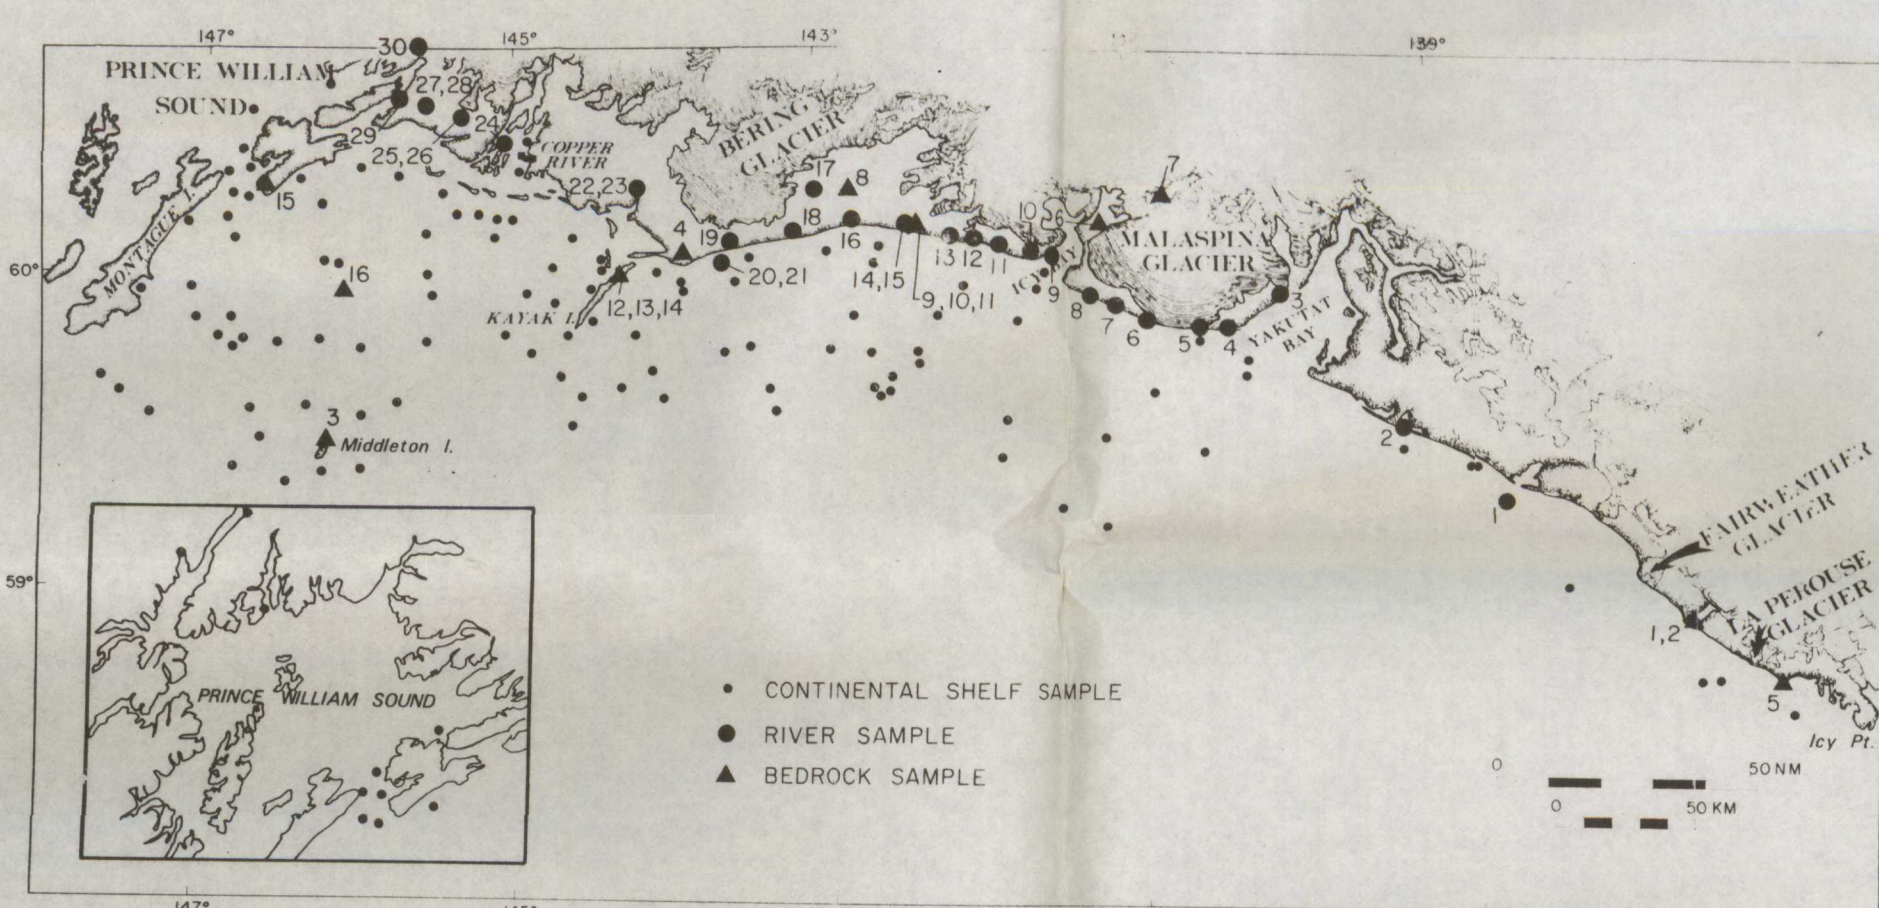 147°
145°
143°
139°
30
PRINCE WILLIAM
SOUND
27,28
29
24
25,26
COPPER
RIVER
22,23
BERING
GLACIER
17
8
7
15
MONTAGUE I.
4
19
18
16
10
6
MALASPINA
GLACIER
60°
16
14,15
13
12
11
ICY BAY
9
20,21
9,10,11
12,13,14
KAYAK I.
8
7
6
5
4
3
YAKUTAT
BAY
3
Middleton I.
2
1
FAIRWEATHER
GLACIER
59°
LA PEROUSE
GLACIER
1,2
5
Icy Pt.
PRINCE WILLIAM SOUND
CONTINENTAL SHELF SAMPLE
RIVER SAMPLE
BEDROCK SAMPLE
0
50 NM
0
50 KM
147°
145°